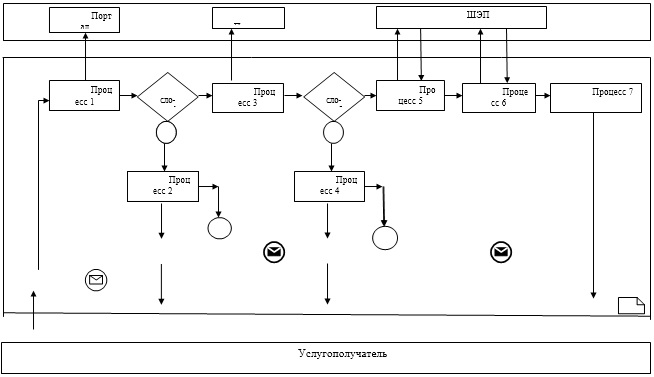 Порт
ал
ШЭП
Проц
есс 1
сло-
Проц
есс 3
сло-
Про
цесс 5
Проце
сс 6
Процесс 7
Проц
есс 2
Проц
есс 4
Услугополучатель